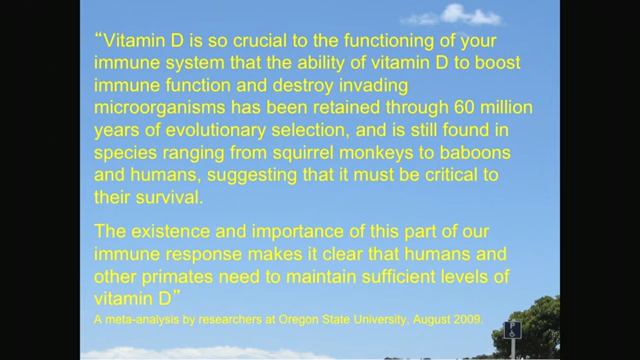 “Vitamin D is so crucial to the functioning of your
immune system that the ability of vitamin D to boost
immune function and destroy invading
microorganisms has been retained through 60 million
years of evolutionary selection, and is still found in
species ranging from squirrel monkeys to baboons
and humans, suggesting that it must be critical to
their survival.
The existence and importance of this part of our
immune response makes it clear that humans and
other primates need to maintain sufficient levels of
vitamin D”
A meta-analysis by researchers at Oregon State University, August 2009.
P